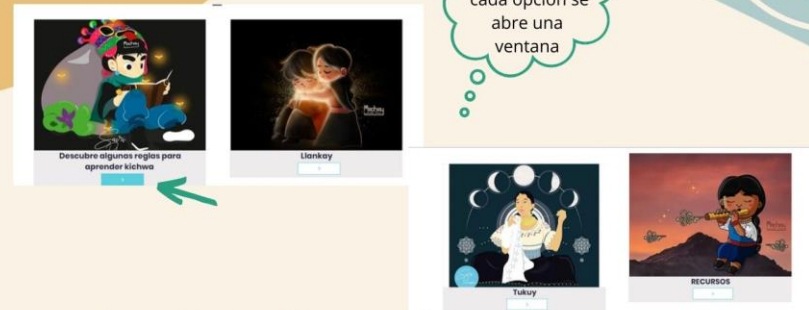 cada opción se
abre una
ventana
Descubre algunas reglas para
aprender kichwa
Llankay
Tukuy
RECURSOS